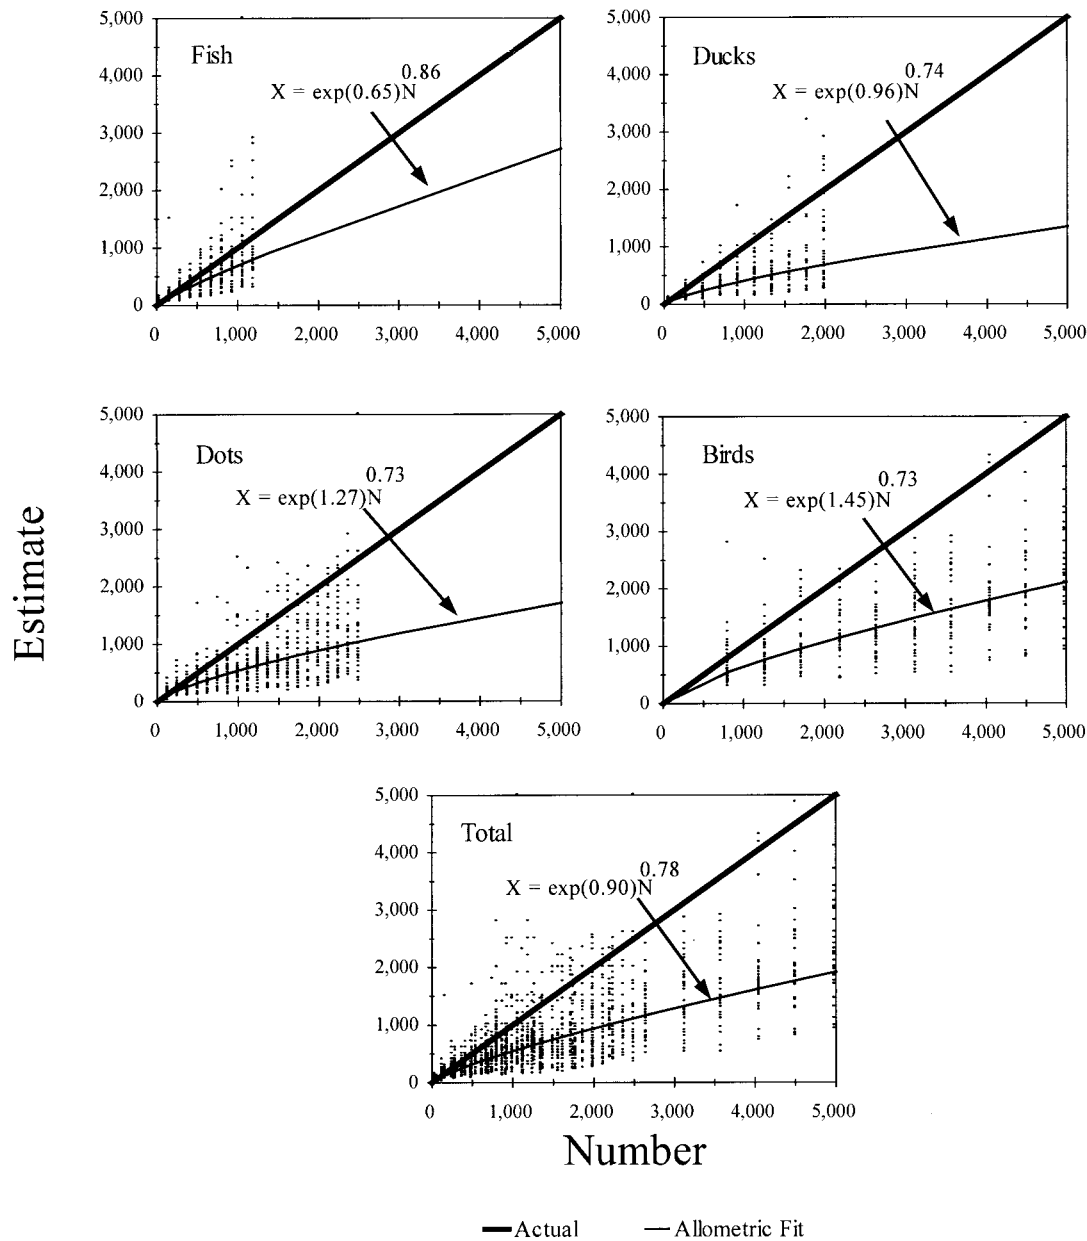 Fish
X = exp(0.65)N^0.86
5,000
4,000
3,000
2,000
1,000
0
0 1,000 2,000 3,000 4,000 5,000
Ducks
X = exp(0.96)N^0.74
5,000
4,000
3,000
2,000
1,000
0
0 1,000 2,000 3,000 4,000 5,000
Estimate
Dots
X = exp(1.27)N^0.73
5,000
4,000
3,000
2,000
1,000
0
0 1,000 2,000 3,000 4,000 5,000
Birds
X = exp(1.45)N^0.73
5,000
4,000
3,000
2,000
1,000
0
0 1,000 2,000 3,000 4,000 5,000
Total
X = exp(0.90)N^0.78
5,000
4,000
3,000
2,000
1,000
0
0 1,000 2,000 3,000 4,000 5,000
Number
Actual Allometric Fit